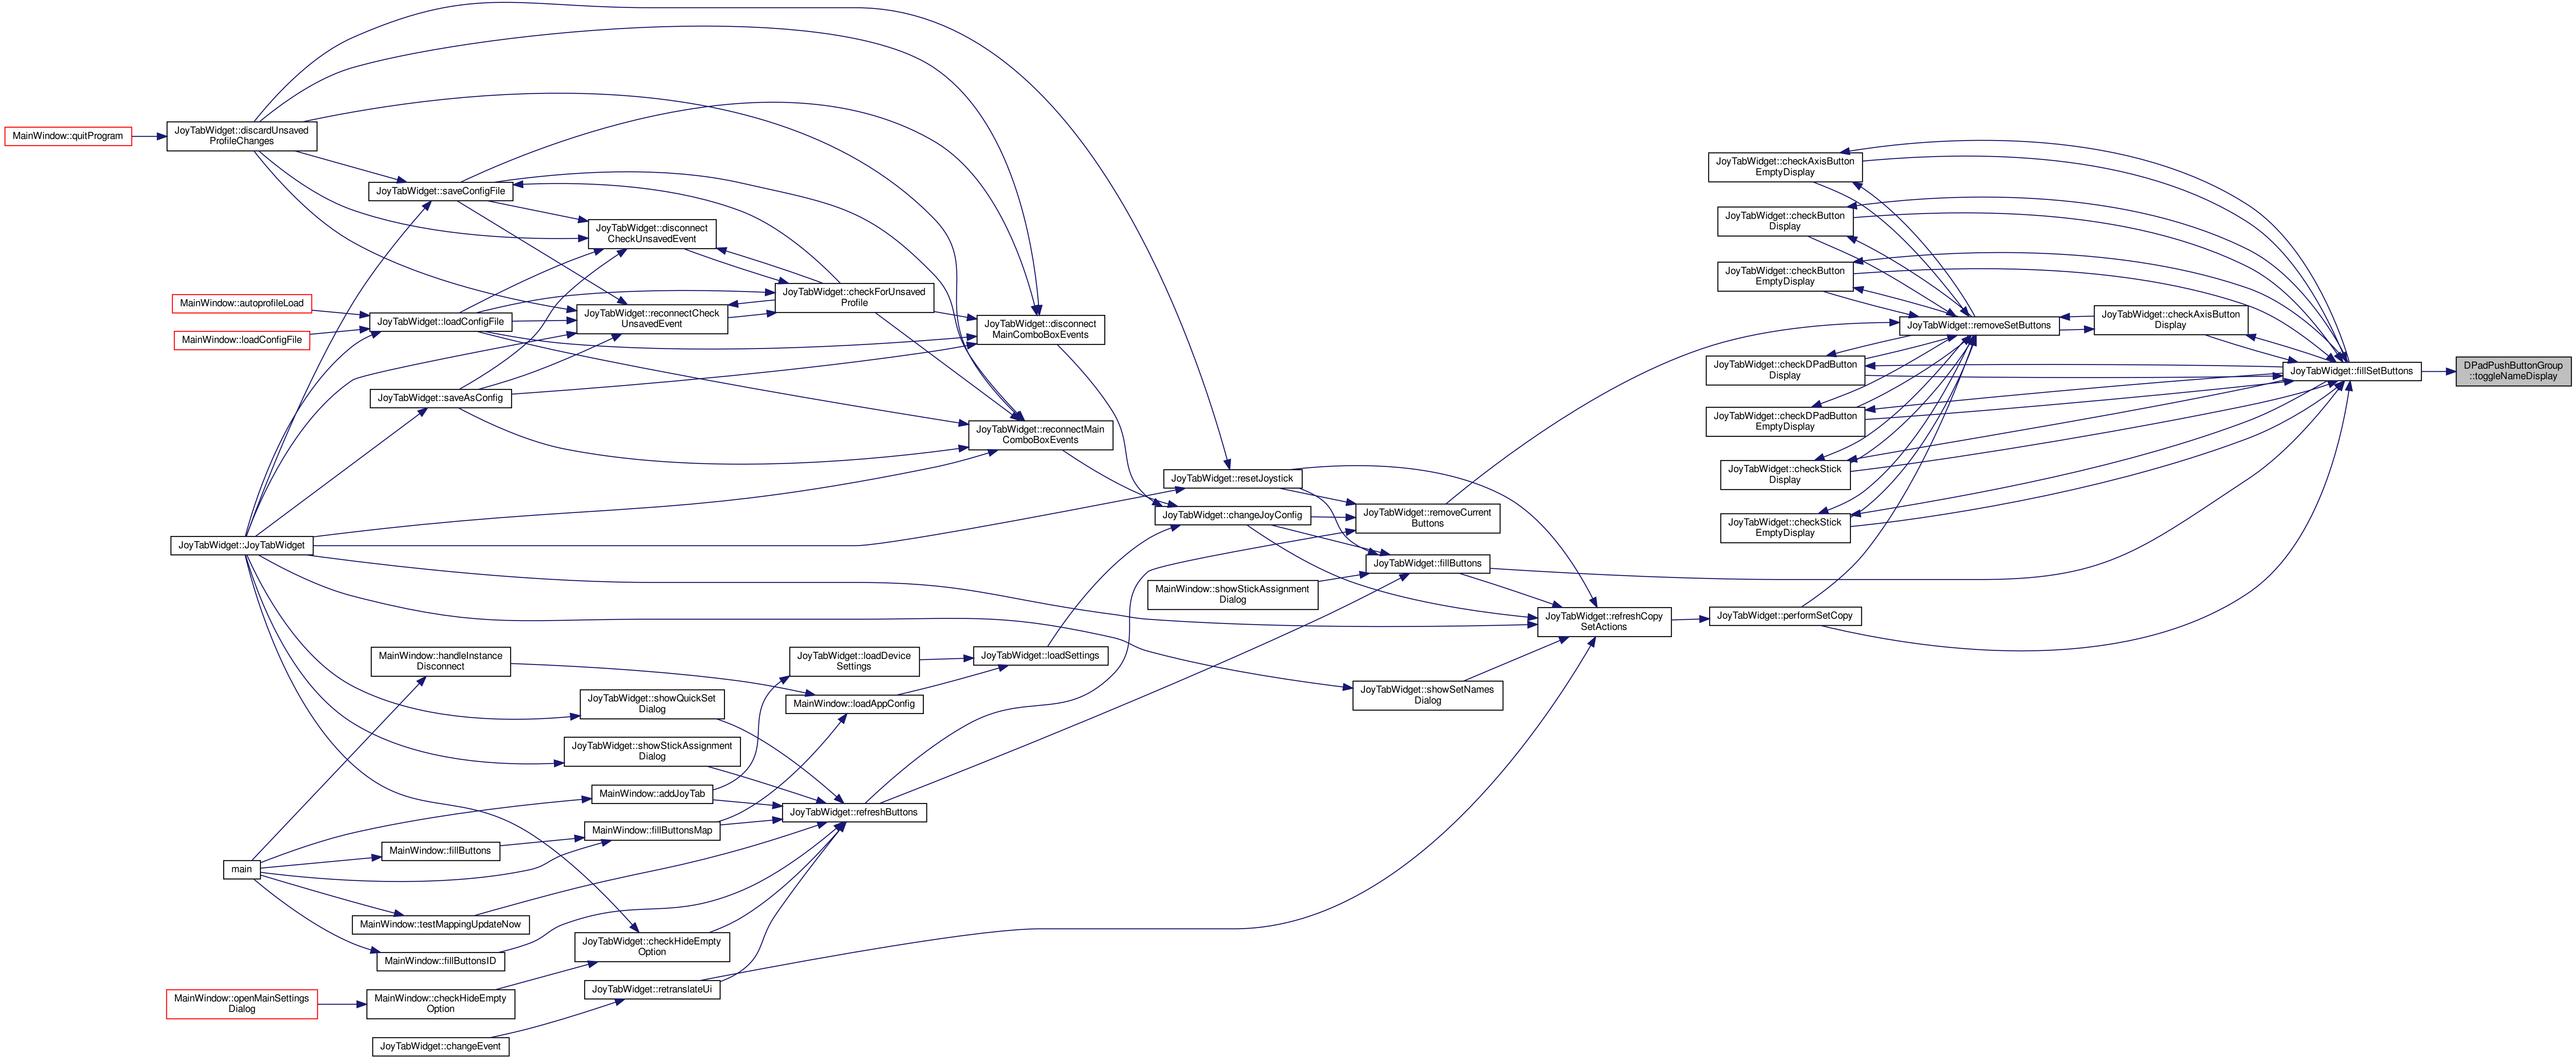 MainWindow::quitProgram
JoyTabWidget::discardUnsaved
ProfileChanges
JoyTabWidget::saveConfigFile
JoyTabWidget::disconnect
CheckUnsavedEvent
MainWindow::autoprofileLoad
MainWindow::loadConfigFile
JoyTabWidget::loadConfigFile
JoyTabWidget::reconnectCheck
UnsavedEvent
JoyTabWidget::checkForUnsaved
Profile
JoyTabWidget::disconnect
MainComboBoxEvents
JoyTabWidget::saveAsConfig
JoyTabWidget::reconnectMain
ComboBoxEvents
JoyTabWidget::JoyTabWidget
JoyTabWidget::resetJoystick
JoyTabWidget::changeJoyConfig
JoyTabWidget::removeCurrent
Buttons
JoyTabWidget::fillButtons
MainWindow::showStickAssignment
Dialog
JoyTabWidget::refreshCopy
SetActions
JoyTabWidget::performSetCopy
JoyTabWidget::checkAxisButton
EmptyDisplay
JoyTabWidget::checkButton
Display
JoyTabWidget::checkButton
EmptyDisplay
JoyTabWidget::removeSetButtons
JoyTabWidget::checkAxisButton
Display
JoyTabWidget::checkDPadButton
Display
JoyTabWidget::checkDPadButton
EmptyDisplay
JoyTabWidget::checkStick
Display
JoyTabWidget::checkStick
EmptyDisplay
JoyTabWidget::fillSetButtons
DPadPushButtonGroup
::toggleNameDisplay
MainWindow::handleInstance
Disconnect
JoyTabWidget::loadDevice
Settings
JoyTabWidget::loadSettings
MainWindow::loadAppConfig
JoyTabWidget::showSetNames
Dialog
JoyTabWidget::showQuickSet
Dialog
JoyTabWidget::showStickAssignment
Dialog
MainWindow::addJoyTab
JoyTabWidget::refreshButtons
MainWindow::fillButtonsMap
MainWindow::fillButtons
main
MainWindow::testMappingUpdateNow
MainWindow::fillButtonsID
JoyTabWidget::checkHideEmpty
Option
MainWindow::openMainSettings
Dialog
MainWindow::checkHideEmpty
Option
JoyTabWidget::retranslateUi
JoyTabWidget::changeEvent